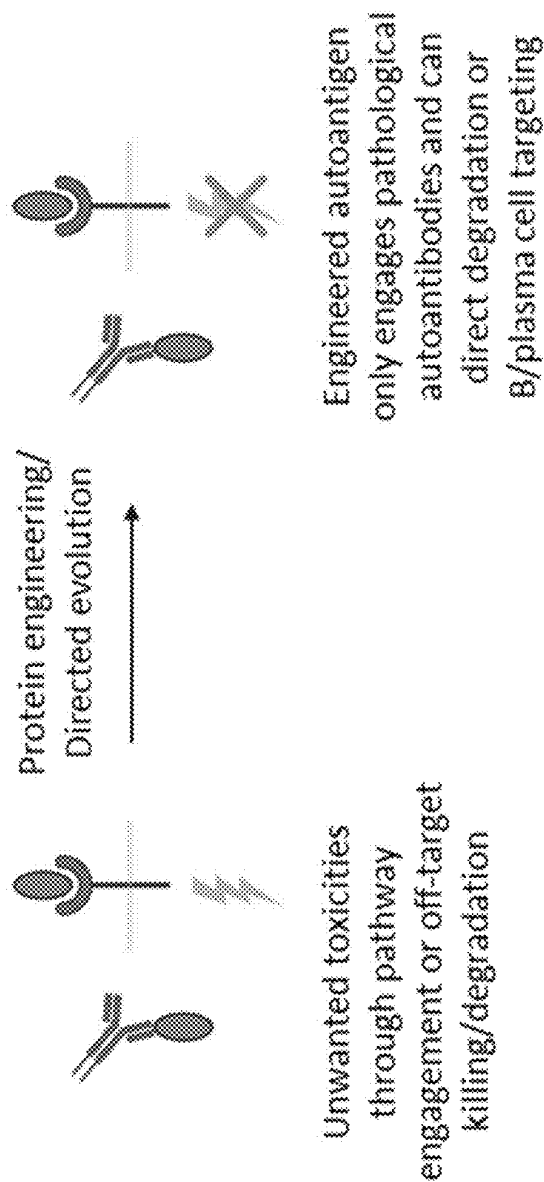 Protein engineering/
Directed evolution
Unwanted toxicities
through pathway
engagement or off-target
killing/degradation
Engineered autoantigen
only engages pathological
autoantibodies and can
direct degradation or
B/plasma cell targeting